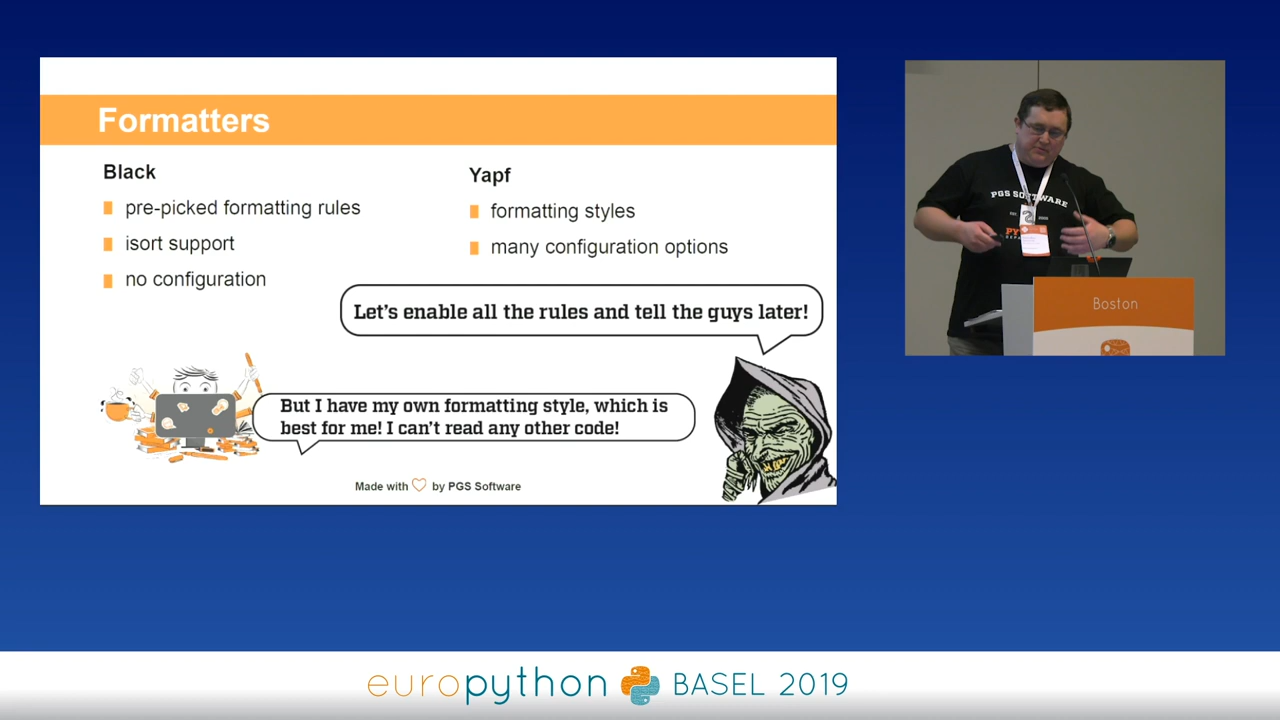 Formatters
Black
pre-picked formatting rules
isort support
no configuration
Yapf
formatting styles
many configuration options
Let's enable all the rules and tell the guys later!
But I have my own formatting style, which is
best for me! I can't read any other code!
Made with by PGS Software
PGS SOFTWARE
Boston
europython BASEL 2019